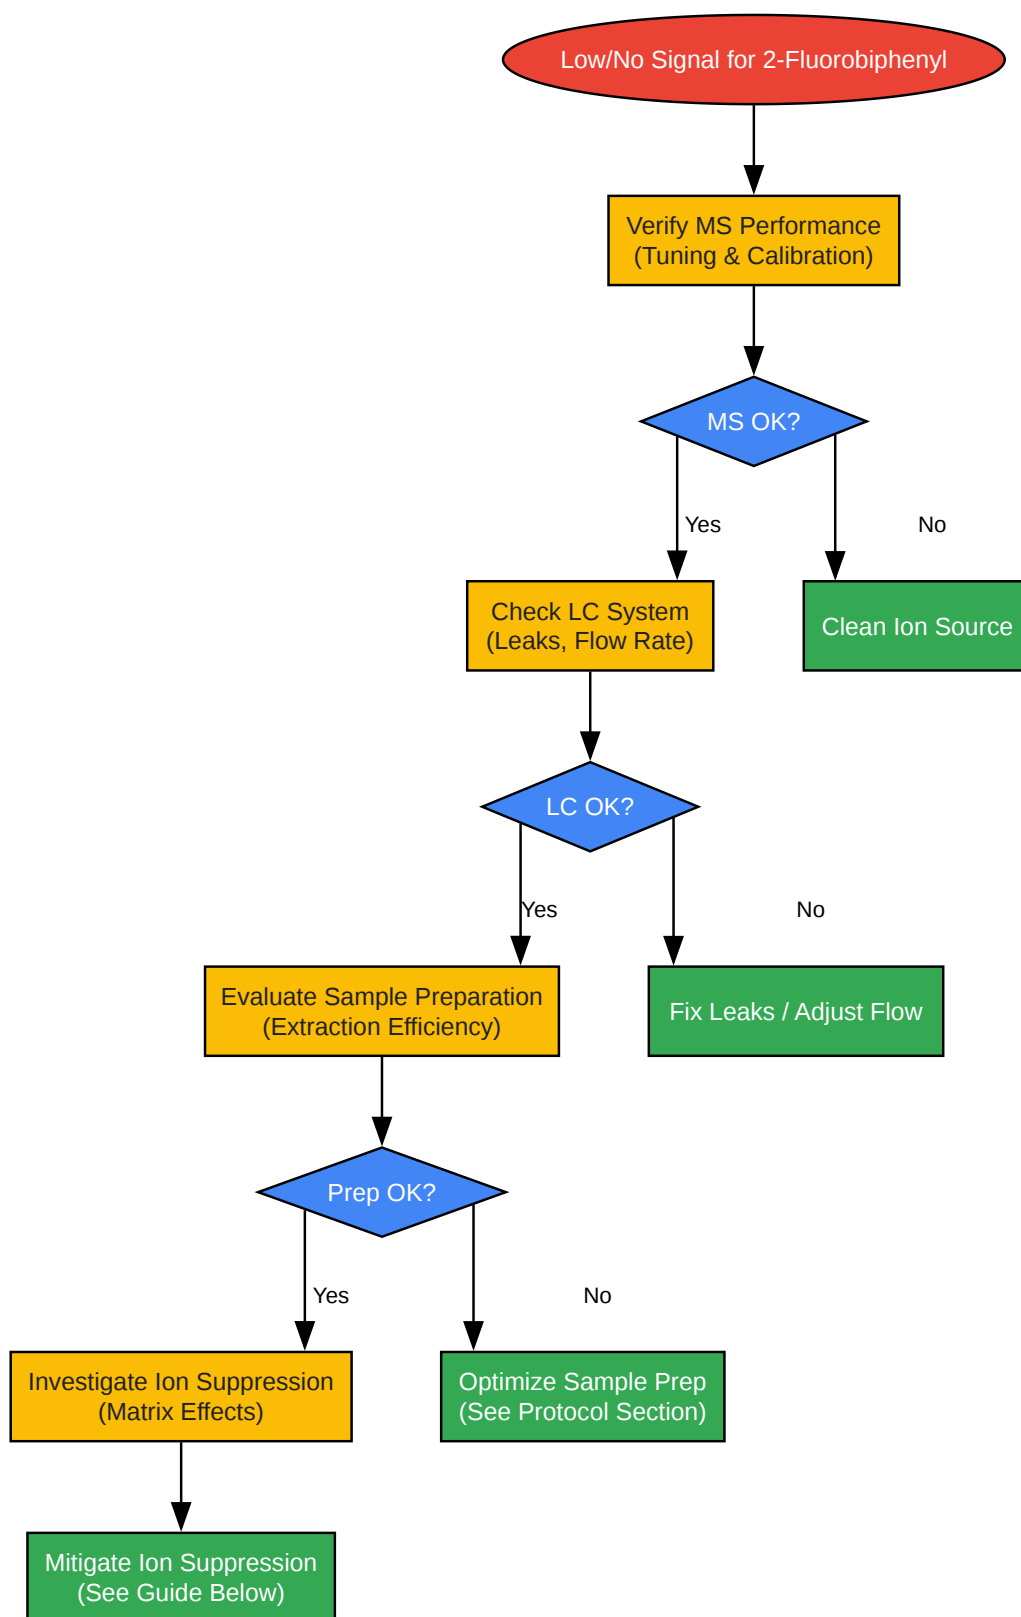 Low/No Signal for 2-Fluorobiphenyl
Verify MS Performance
(Tuning & Calibration)
MS OK?
Yes
No
Check LC System
(Leaks, Flow Rate)
Clean Ion Source
LC OK?
Yes
No
Evaluate Sample Preparation
(Extraction Efficiency)
Fix Leaks / Adjust Flow
Prep OK?
Yes
No
Investigate Ion Suppression
(Matrix Effects)
Optimize Sample Prep
(See Protocol Section)
Mitigate Ion Suppression
(See Guide Below)